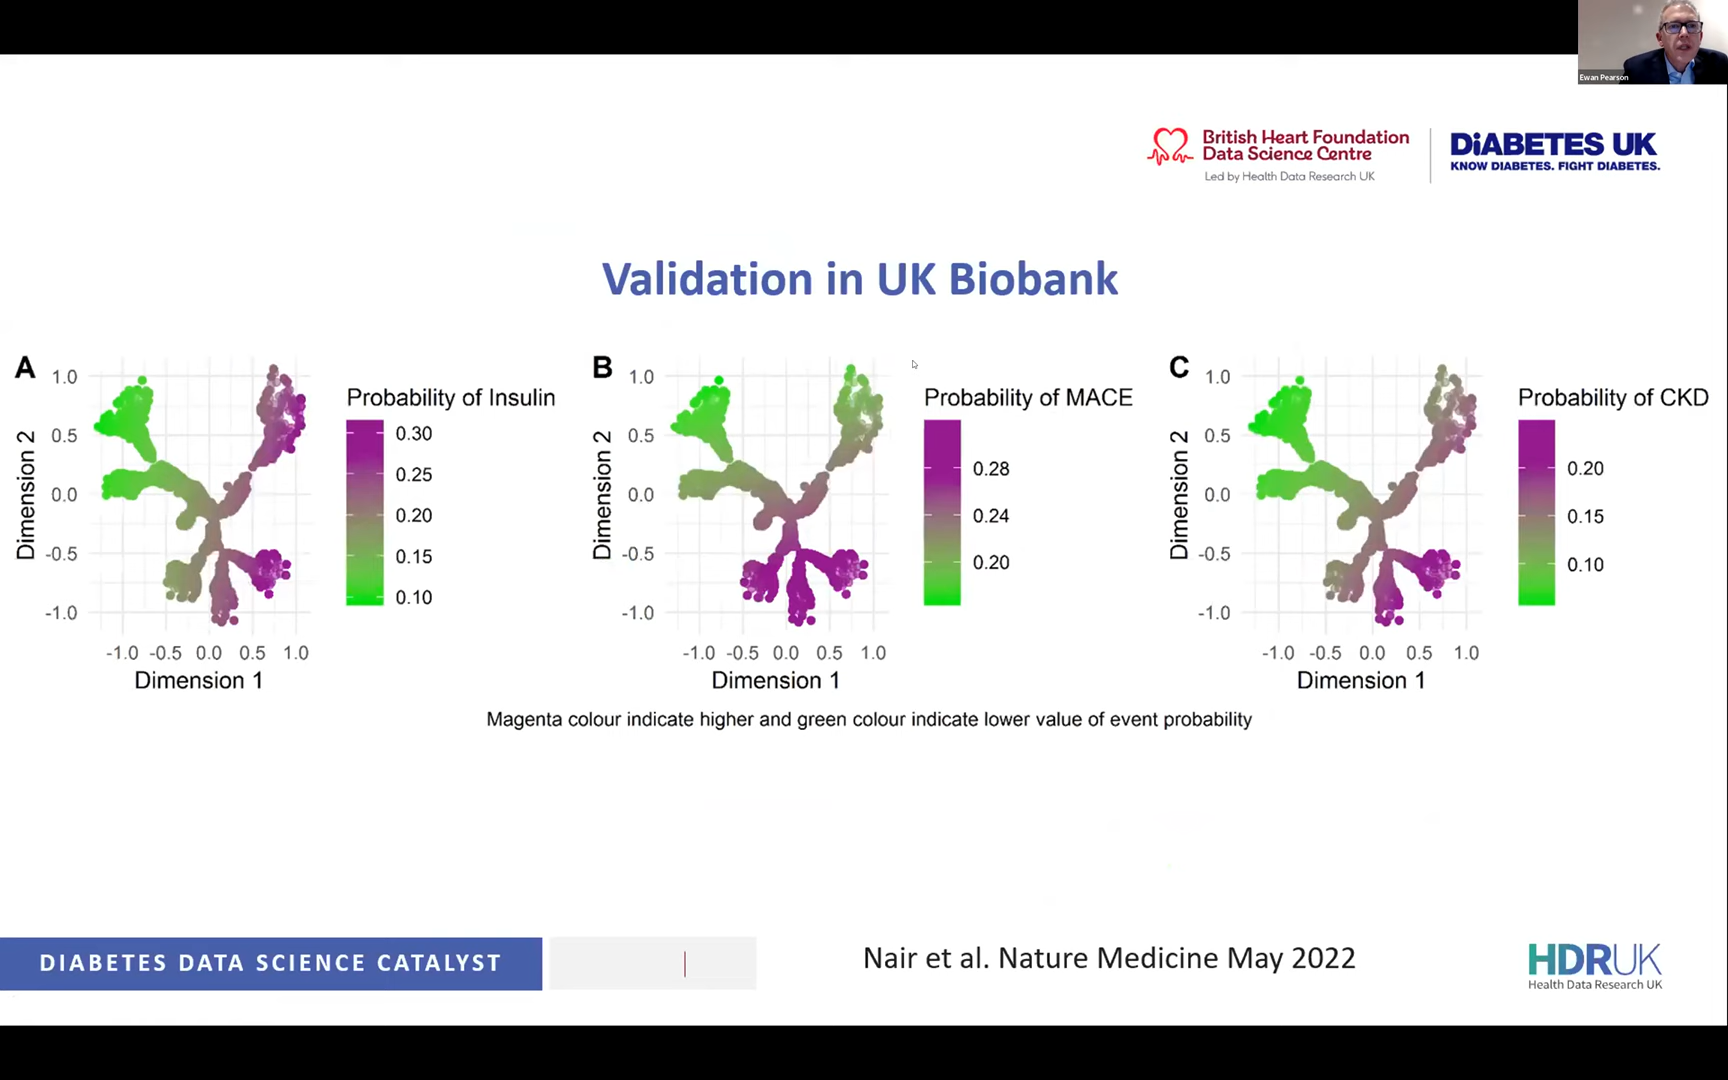 Ewan Pearson
British Heart Foundation
Data Science Centre
Led by Health Data Research UK
DiABETES UK
KNOW DIABETES. FIGHT DIABETES.
Validation in UK Biobank
A
Dimension 2
1.0
0.5
0.0
-0.5
-1.0
-1.0 -0.5 0.0 0.5 1.0
Dimension 1
Probability of Insulin
0.30
0.25
0.20
0.15
0.10
B
Dimension 2
1.0
0.5
0.0
-0.5
-1.0
-1.0 -0.5 0.0 0.5 1.0
Dimension 1
Probability of MACE
0.28
0.24
0.20
C
Dimension 2
1.0
0.5
0.0
-0.5
-1.0
-1.0 -0.5 0.0 0.5 1.0
Dimension 1
Probability of CKD
0.20
0.15
0.10
Magenta colour indicate higher and green colour indicate lower value of event probability
DIABETES DATA SCIENCE CATALYST
Nair et al. Nature Medicine May 2022
HDRUK
Health Data Research UK